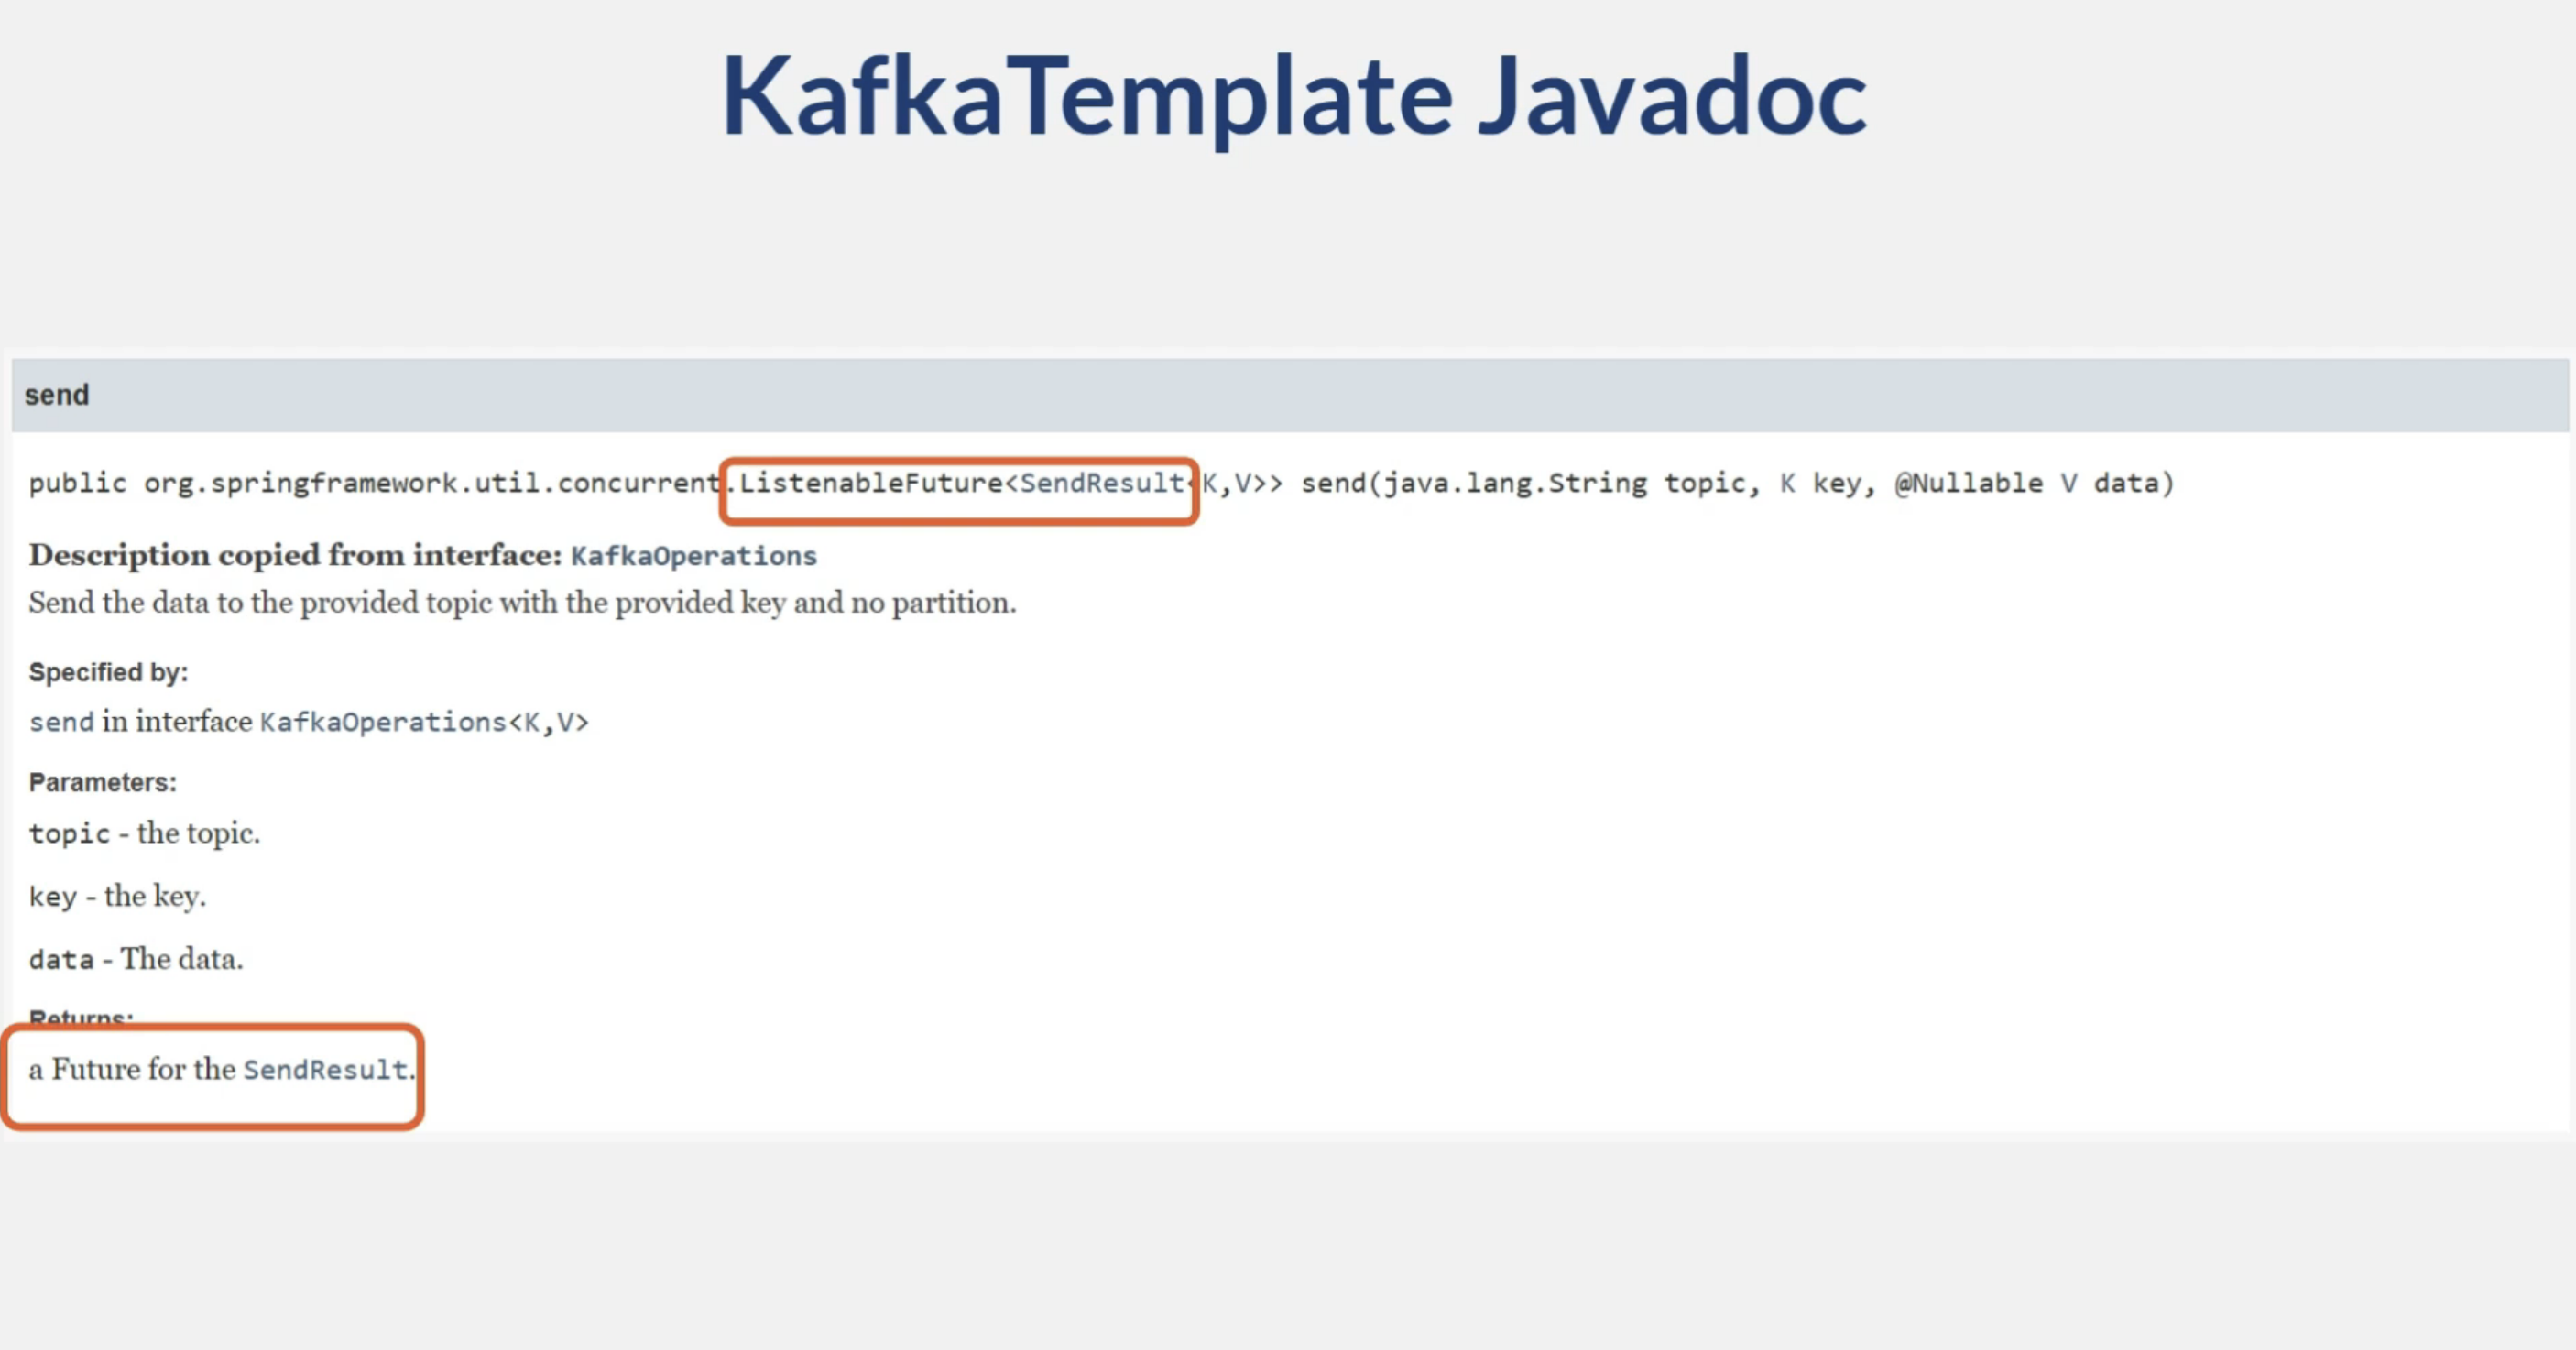 KafkaTemplate Javadoc
send
public org.springframework.util.concurrent.ListenableFuture<SendResult<K,V>> send(java.lang.String topic, K key, @Nullable V data)
Description copied from interface: KafkaOperations
Send the data to the provided topic with the provided key and no partition.
Specified by:
send in interface KafkaOperations<K,V>
Parameters:
topic - the topic.
key - the key.
data - The data.
Returns:
a Future for the SendResult.